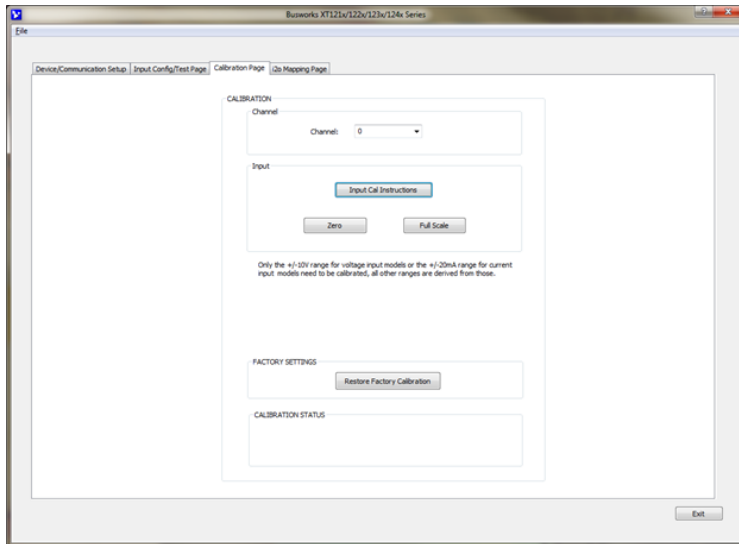 Busworks XT121x/122x/123x/124x Series
File
Device/Communication Setup Input Config/Test Page Calibration Page i2o Mapping Page
CALIBRATION
Channel
Channel: 0
Input
Input Cal Instructions
Zero Full Scale
Only the +/-10V range for voltage input models or the +/-20mA range for current
input models need to be calibrated, all other ranges are derived from those.
FACTORY SETTINGS
Restore Factory Calibration
CALIBRATION STATUS
Exit